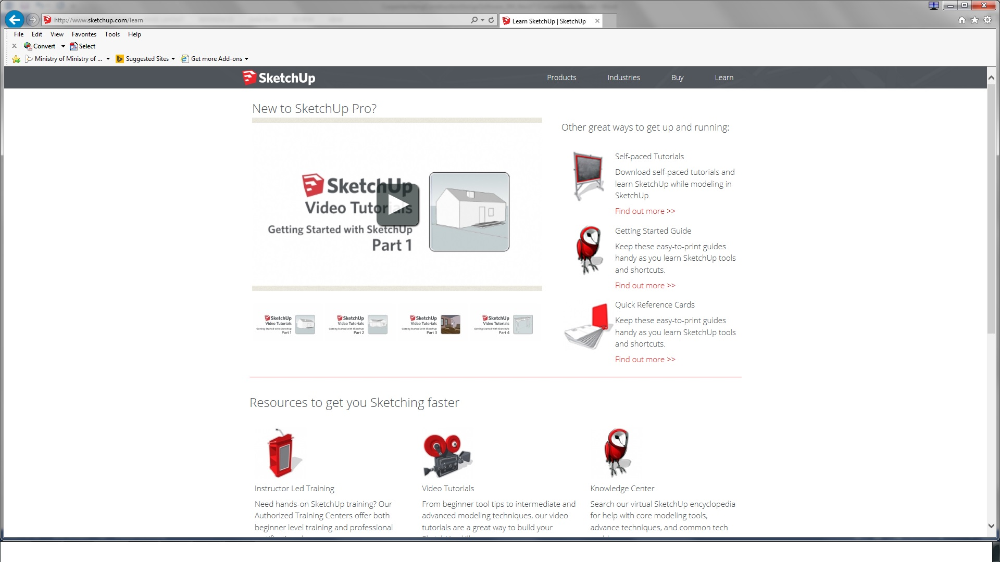 http://www.sketchup.com/learn
Learn SketchUp | SketchUp
File Edit View Favorites Tools Help
Convert Select
Ministry of Ministry of ... Suggested Sites Get more Add-ons
SketchUp
Products Industries Buy Learn
New to SketchUp Pro?
SketchUp
Video Tutorials
Getting Started with SketchUp
Part 1
SketchUp
Video Tutorials
Getting Started with SketchUp
Part 1
SketchUp
Video Tutorials
Getting Started with SketchUp
Part 2
SketchUp
Video Tutorials
Getting Started with SketchUp
Part 3
SketchUp
Video Tutorials
Getting Started with SketchUp
Part 4
Other great ways to get up and running:
Self-paced Tutorials
Download self-paced tutorials and
learn SketchUp while modeling in
SketchUp.
Find out more >>
Getting Started Guide
Keep these easy-to-print guides
handy as you learn SketchUp tools
and shortcuts.
Find out more >>
Quick Reference Cards
Keep these easy-to-print guides
handy as you learn SketchUp tools
and shortcuts.
Find out more >>
Resources to get you Sketching faster
Instructor Led Training
Need hands-on SketchUp training? Our
Authorized Training Centers offer both
beginner level training and professional
Video Tutorials
From beginner tool tips to intermediate and
advanced modeling techniques, our video
tutorials are a great way to build your
Knowledge Center
Search our virtual SketchUp encyclopedia
for help with core modeling tools,
advance techniques, and common tech